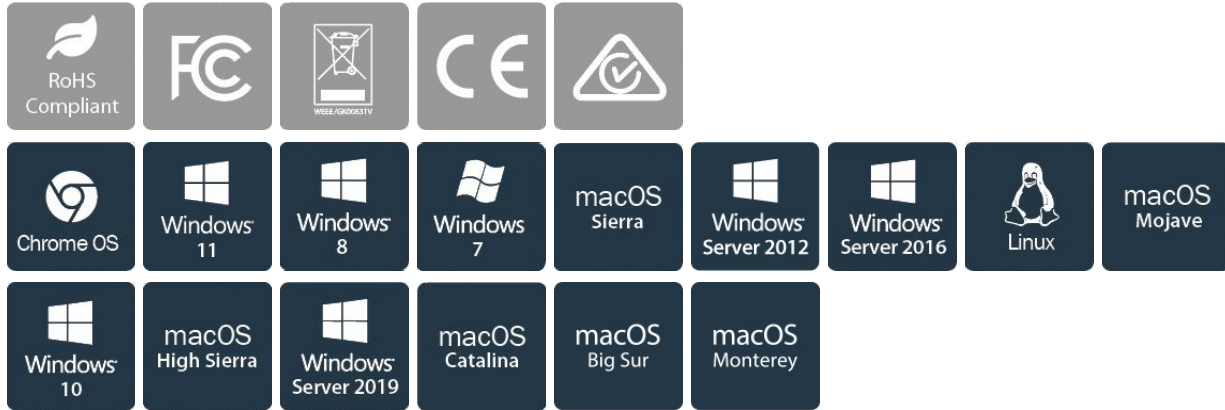 RoHS
Compliant
FC
WEEE/GK0063TV
CE
Chrome OS
Windows
11
Windows
8
Windows
7
macOS
Sierra
Windows
Server 2012
Windows
Server 2016
Linux
macOS
Mojave
Windows
10
macOS
High Sierra
Windows
Server 2019
macOS
Catalina
macOS
Big Sur
macOS
Monterey